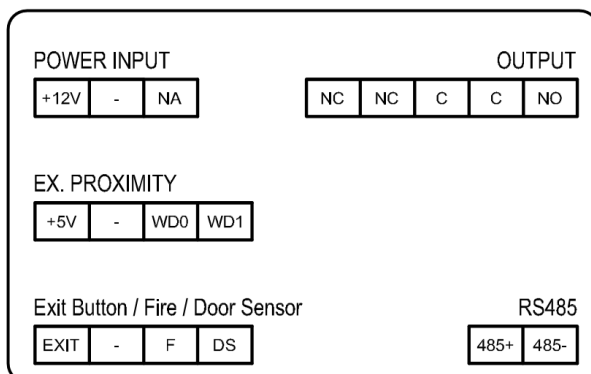 POWER INPUT OUTPUT
+12V - NA NC NC C C NO
EX. PROXIMITY
+5V - WD0 WD1
Exit Button / Fire / Door Sensor RS485
EXIT - F DS 485+ 485-